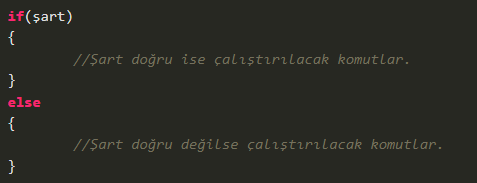 if(şart)
{
//Şart doğru ise çalıştırılacak komutlar.
}
else
{
//Şart doğru değilse çalıştırılacak komutlar.
}